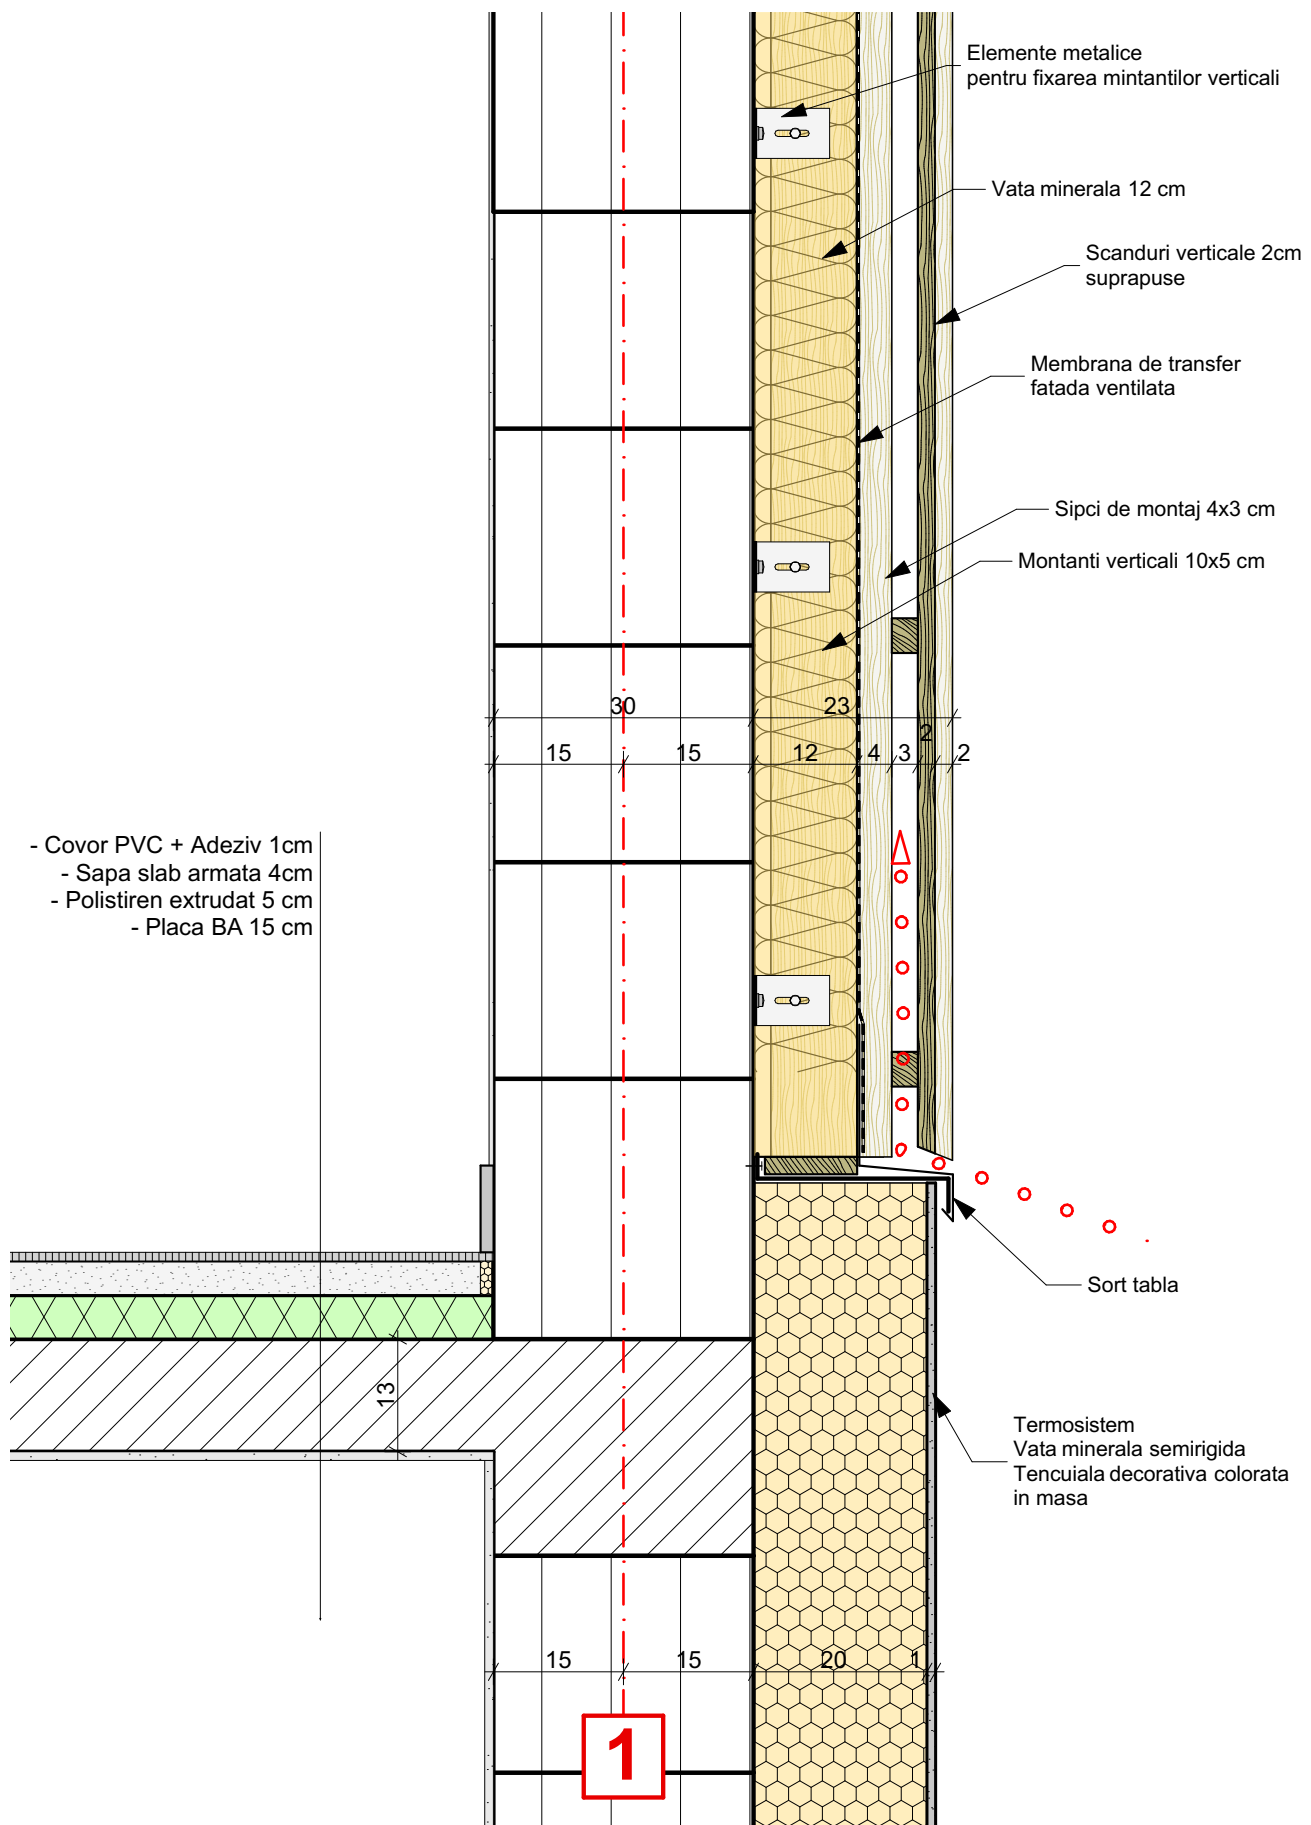 Elemente metalice
pentru fixarea mintantilor verticali
Vata minerala 12 cm
Scanduri verticale 2cm
suprapuse
Membrana de transfer
fatada ventilata
Sipci de montaj 4x3 cm
Montanti verticali 10x5 cm
30
23
15
15
12
4
3
2
2
- Covor PVC + Adeziv 1cm
- Sapa slab armata 4cm
- Polistiren extrudat 5 cm
- Placa BA 15 cm
Sort tabla
13
Termosistem
Vata minerala semirigida
Tencuiala decorativa colorata
in masa
15
15
20
1
1